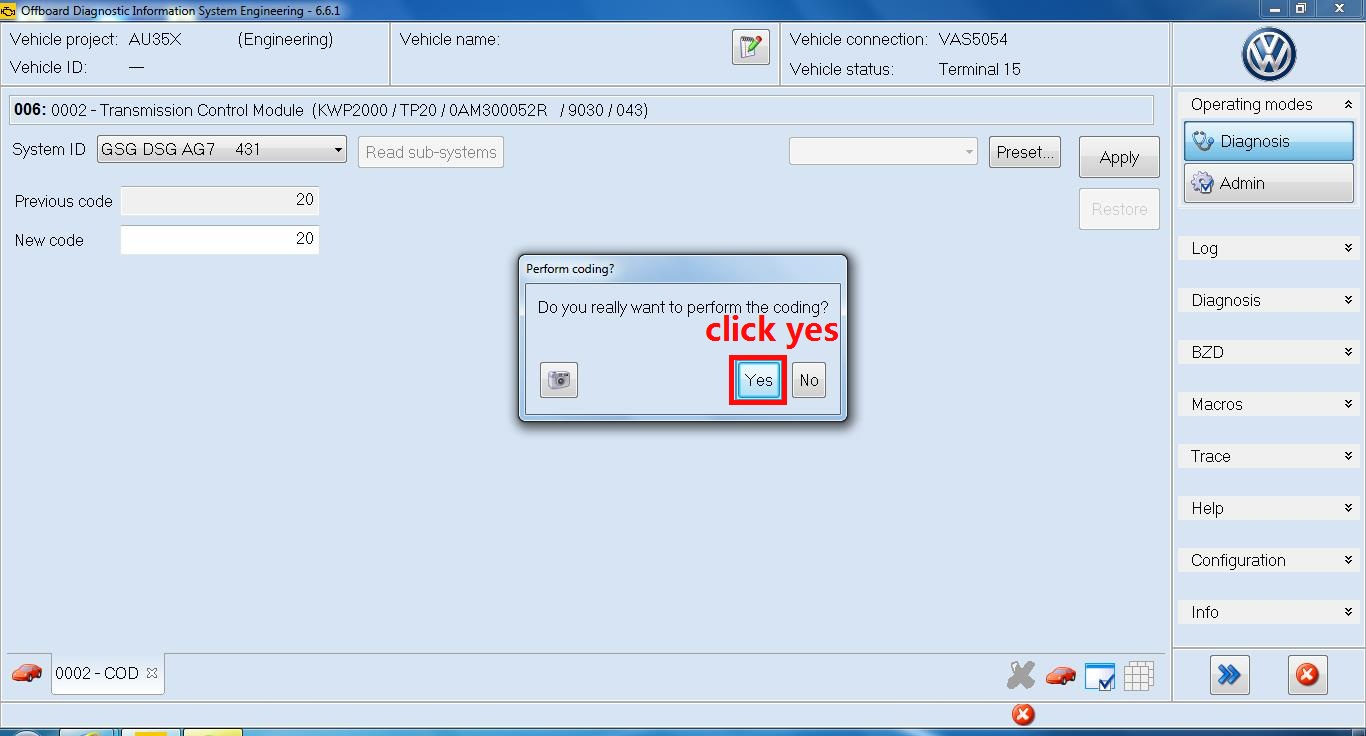 Offboard Diagnostic Information System Engineering - 6.6.1
Vehicle project: AU35X (Engineering)
Vehicle ID: —
Vehicle name:
Vehicle connection: VAS5054
Vehicle status: Terminal 15
006: 0002 - Transmission Control Module (KWP2000 / TP20 / 0AM300052R / 9030 / 043)
System ID GSG DSG AG7 431 Read sub-systems Preset... Apply
Restore
Previous code 20
New code 20
Perform coding?
Do you really want to perform the coding?
click yes
Yes No
Operating modes
Diagnosis
Admin
Log
Diagnosis
BZD
Macros
Trace
Help
Configuration
Info
0002 - COD